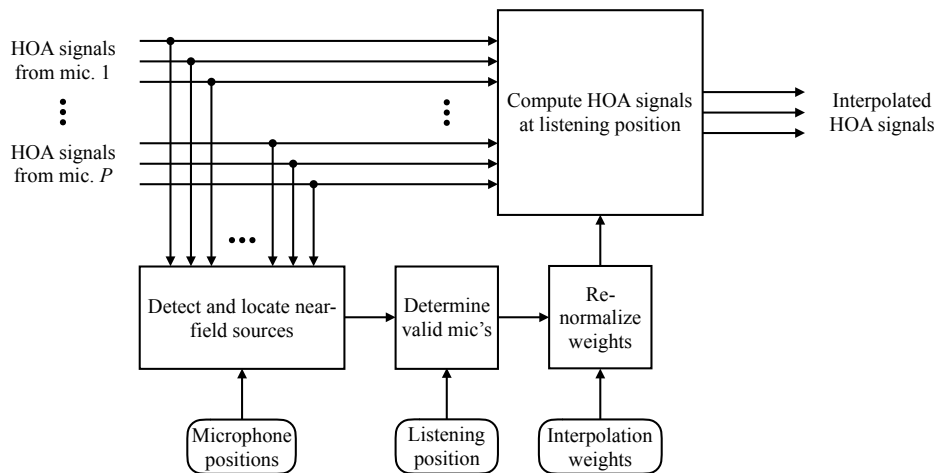 HOA signals
from mic. 1
HOA signals
from mic. P
Compute HOA signals
at listening position
Interpolated
HOA signals
Detect and locate near-
field sources
Determine
valid mic's
Re-
normalize
weights
Microphone
positions
Listening
position
Interpolation
weights